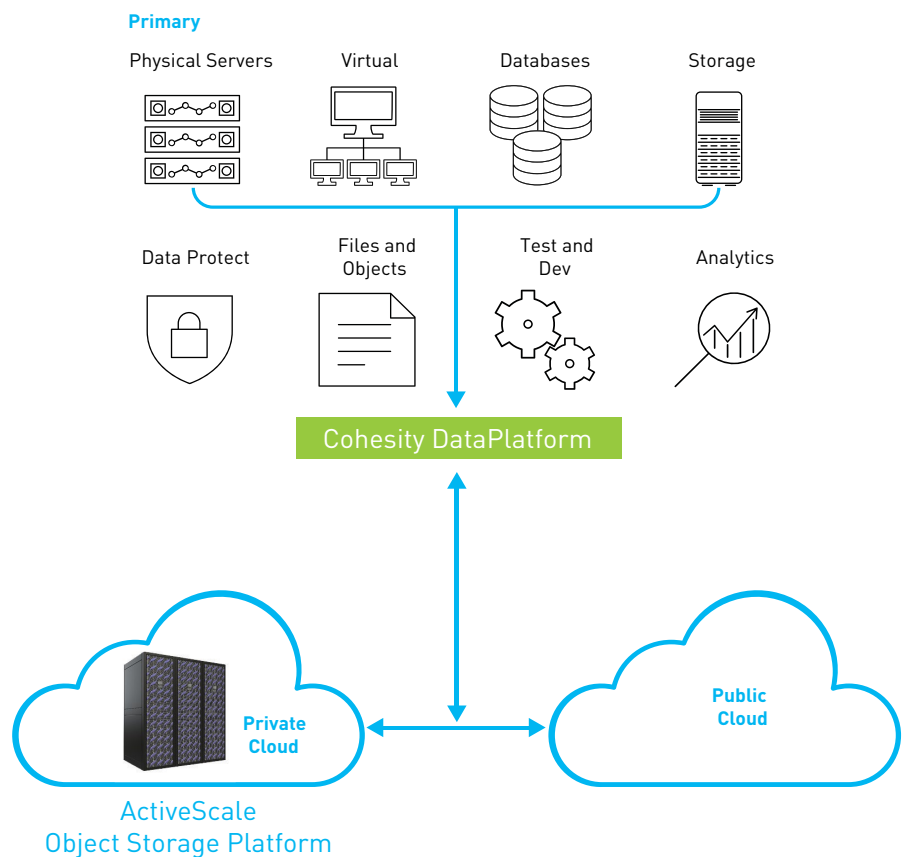 Primary
Physical Servers
Virtual
Databases
Storage
Data Protect
Files and
Objects
Test and
Dev
Analytics
Cohesity DataPlatform
Private
Cloud
Public
Cloud
ActiveScale
Object Storage Platform